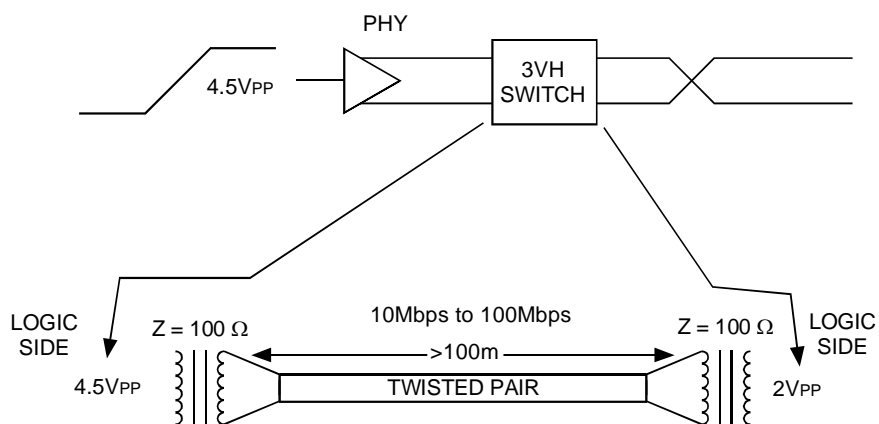 PHY
4.5VPP
3VH
SWITCH
LOGIC
SIDE
Z = 100 Ω
10Mbps to 100Mbps
Z = 100 Ω
LOGIC
SIDE
>100m
4.5VPP
TWISTED PAIR
2VPP